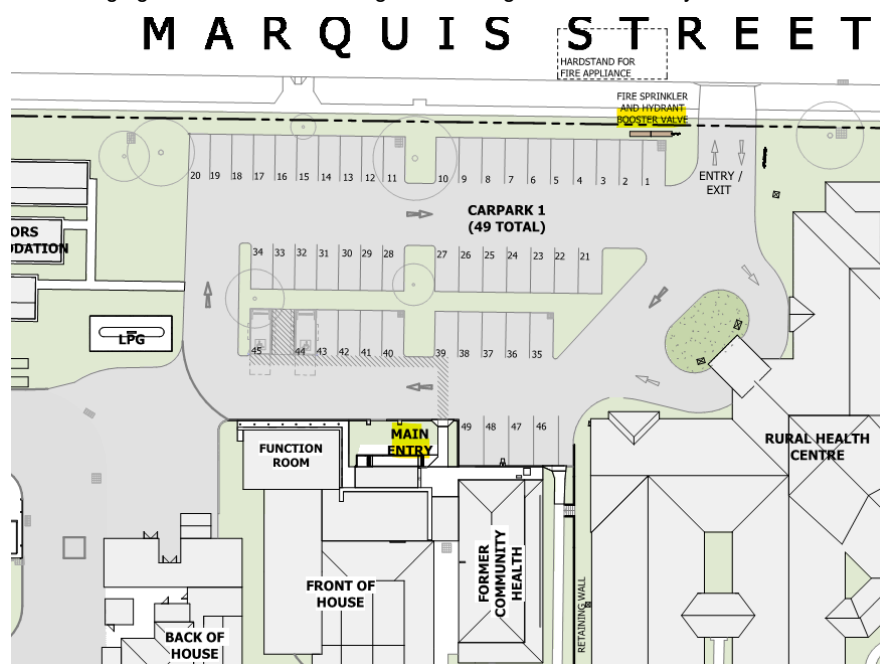 MARQUIS STREET
HARDSTAND FOR
FIRE APPLIANCE
FIRE SPRINKLER
AND HYDRANT
BOOSTER VALVE
20 19 18 17 16 15 14 13 12 11 10 9 8 7 6 5 4 3 2 1
ENTRY /
EXIT
CARPARK 1
(49 TOTAL)
ORS
DATION
34 33 32 31 30 29 28 27 26 25 24 23 22 21
LPG
45 44 43 42 41 40 39 38 37 36 35
49 48 47 46
MAIN
ENTRY
FUNCTION
ROOM
RURAL HEALTH
CENTRE
FORMER
COMMUNITY
HEALTH
FRONT OF
HOUSE
RETAINING WALL
BACK OF
HOUSE